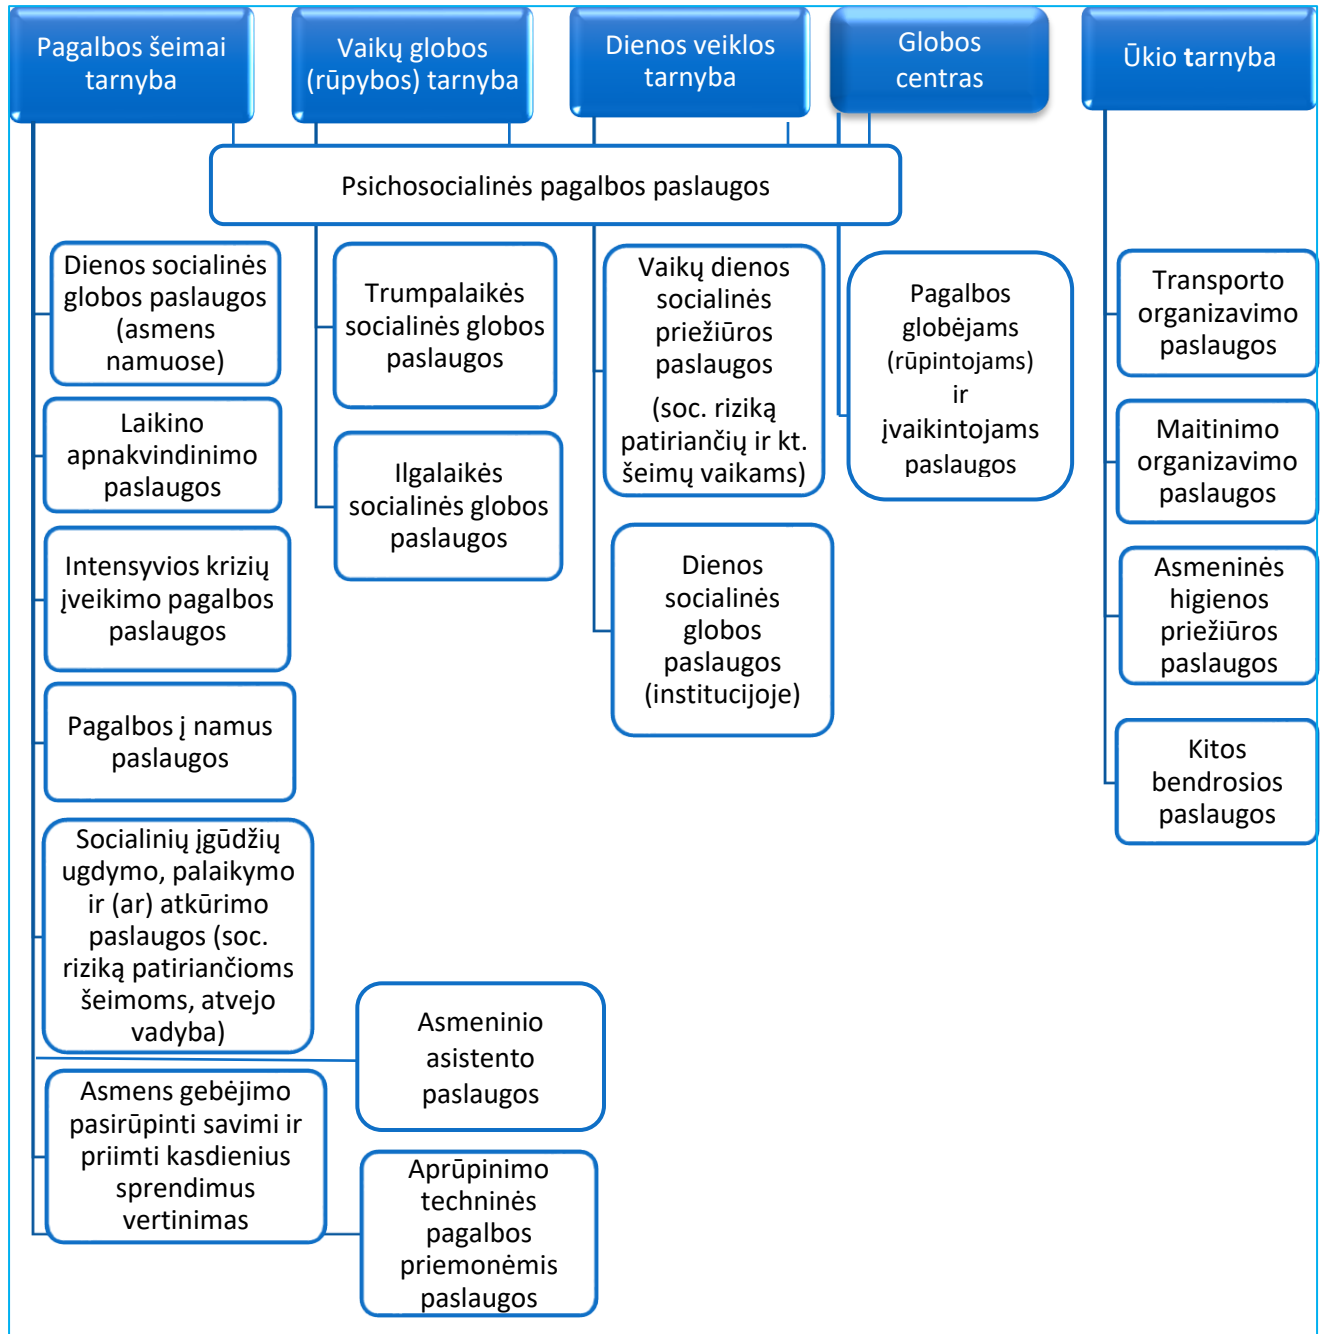 Pagalbos šeimai
tarnyba
Vaikų globos
(rūpybos) tarnyba
Dienos veiklos
tarnyba
Globos
centras
Ūkio tarnyba
Psichosocialinės pagalbos paslaugos
Dienos socialinės
globos paslaugos
(asmens
namuose)
Laikino
apnakvindinimo
paslaugos
Intensyvios krizių
įveikimo pagalbos
paslaugos
Pagalbos į namus
paslaugos
Socialinių įgūdžių
ugdymo, palaikymo
ir (ar) atkūrimo
paslaugos (soc.
riziką patiriančioms
šeimoms, atvejo
vadyba)
Asmens gebėjimo
pasirūpinti savimi ir
priimti kasdienius
sprendimus
vertinimas
Asmeninio
asistento
paslaugos
Aprūpinimo
techninės
pagalbos
priemonėmis
paslaugos
Trumpalaikės
socialinės globos
paslaugos
Ilgalaikės
socialinės globos
paslaugos
Vaikų dienos
socialinės
priežiūros
paslaugos
(soc. riziką
patiriančių ir kt.
šeimų vaikams)
Dienos
socialinės
globos
paslaugos
(institucijoje)
Pagalbos
globėjams
(rūpintojams)
ir
įvaikintojams
paslaugos
Transporto
organizavimo
paslaugos
Maitinimo
organizavimo
paslaugos
Asmeninės
higienos
priežiūros
paslaugos
Kitos
bendrosios
paslaugos